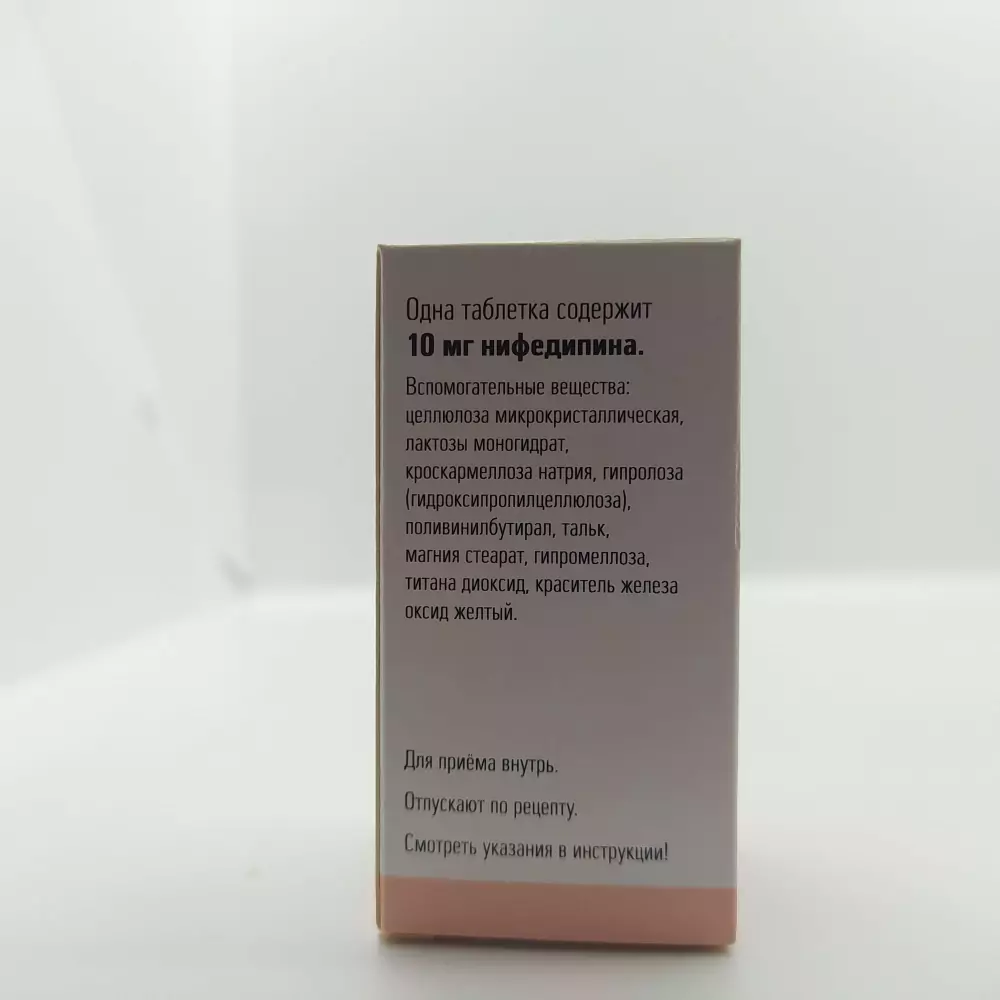 Одна таблетка содержит
10 мг нифедипина.
Вспомогательные вещества:
целлюлоза микрокристаллическая,
лактозы моногидрат,
кроскармеллоза натрия, гипролоза
(гидроксипропилцеллюлоза),
поливинилбутирал, тальк,
магния стеарат, гипромеллоза,
титана диоксид, краситель железа
оксид желтый.
Для приёма внутрь.
Отпускают по рецепту.
Смотреть указания в инструкции!